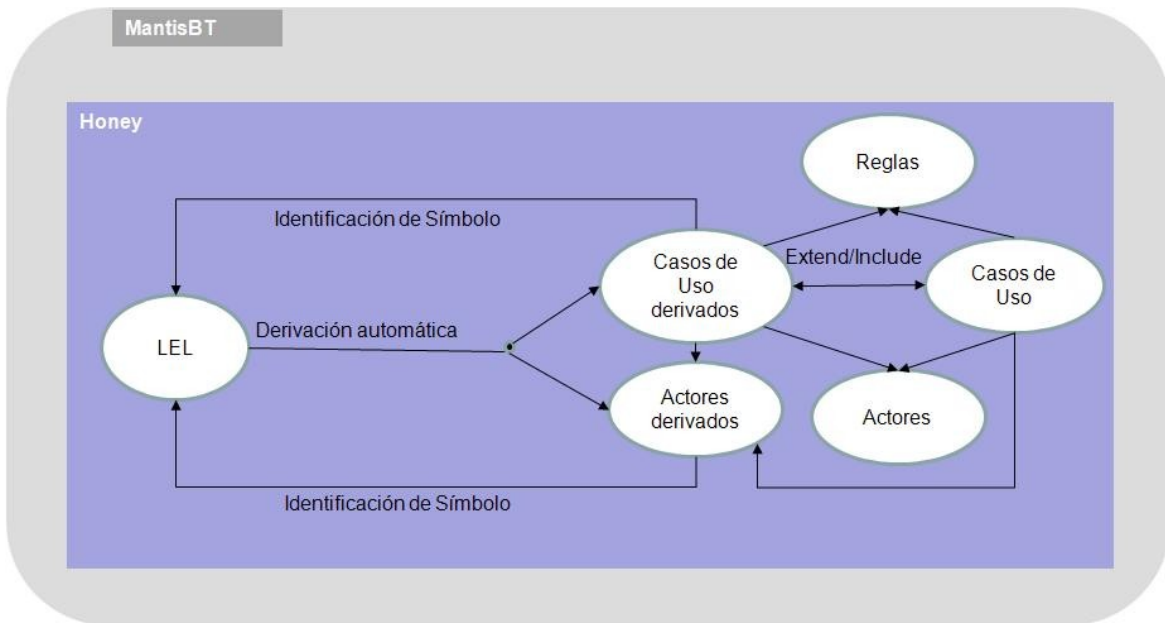 MantisBT
Honey
Reglas
Identificación de Símbolo
Casos de
Uso
derivados
Extend/Include
Casos de
Uso
Derivación automática
LEL
Actores
derivados
Actores
Identificación de Símbolo